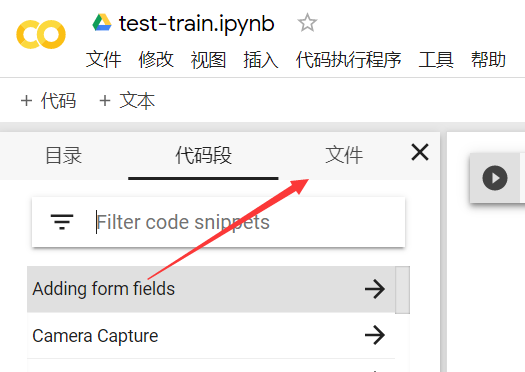 test-train.ipynb
文件 修改 视图 插入 代码执行程序 工具 帮助
+ 代码 + 文本
目录 代码段 文件
Filter code snippets
Adding form fields
Camera Capture